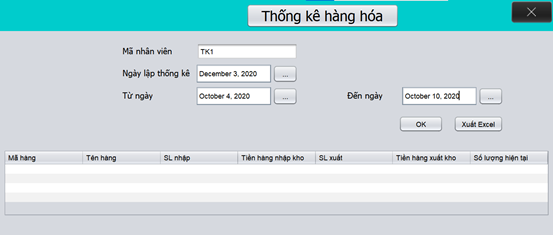 Thống kê hàng hóa
Mã nhân viên TK1
Ngày lập thống kê December 3, 2020 ...
Từ ngày October 4, 2020 ... Đến ngày October 10, 2020 ...
OK Xuất Excel
Mã hàng Tên hàng SL nhập Tiền hàng nhập kho SL xuất Tiền hàng xuất kho Số lượng hiện tại